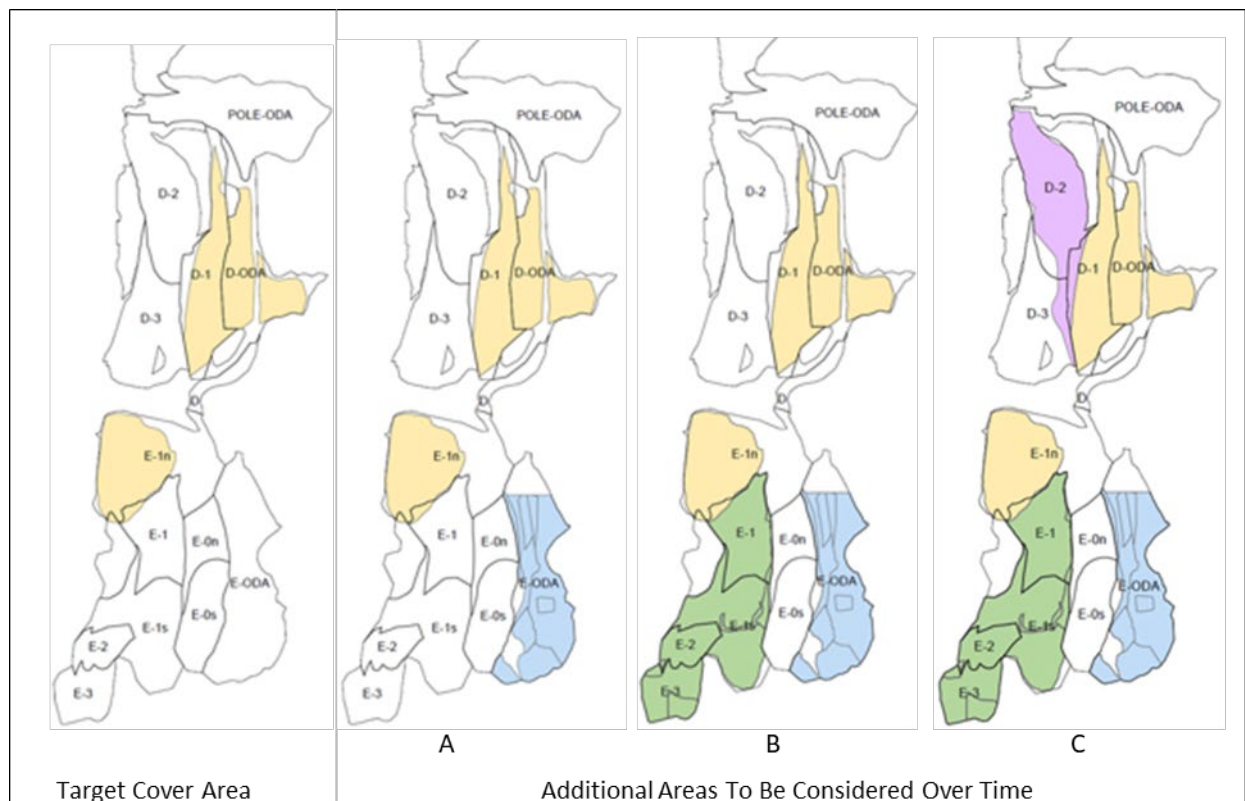 POLE-ODA
D-2
D-1
D-ODA
D-3
D
E-1n
E-1
E-0n
E-ODA
E-0s
E-1s
E-2
E-3
POLE-ODA
D-2
D-1
D-ODA
D-3
D
E-1n
E-1
E-0n
E-ODA
E-0s
E-1s
E-2
E-3
POLE-ODA
D-2
D-1
D-ODA
D-3
D
E-1n
E-1
E-0n
E-ODA
E-0s
E-1s
E-2
E-3
POLE-ODA
D-2
D-1
D-ODA
D-3
D
E-1n
E-1
E-0n
E-ODA
E-0s
E-1s
E-2
E-3
A B C
Target Cover Area
Additional Areas To Be Considered Over Time